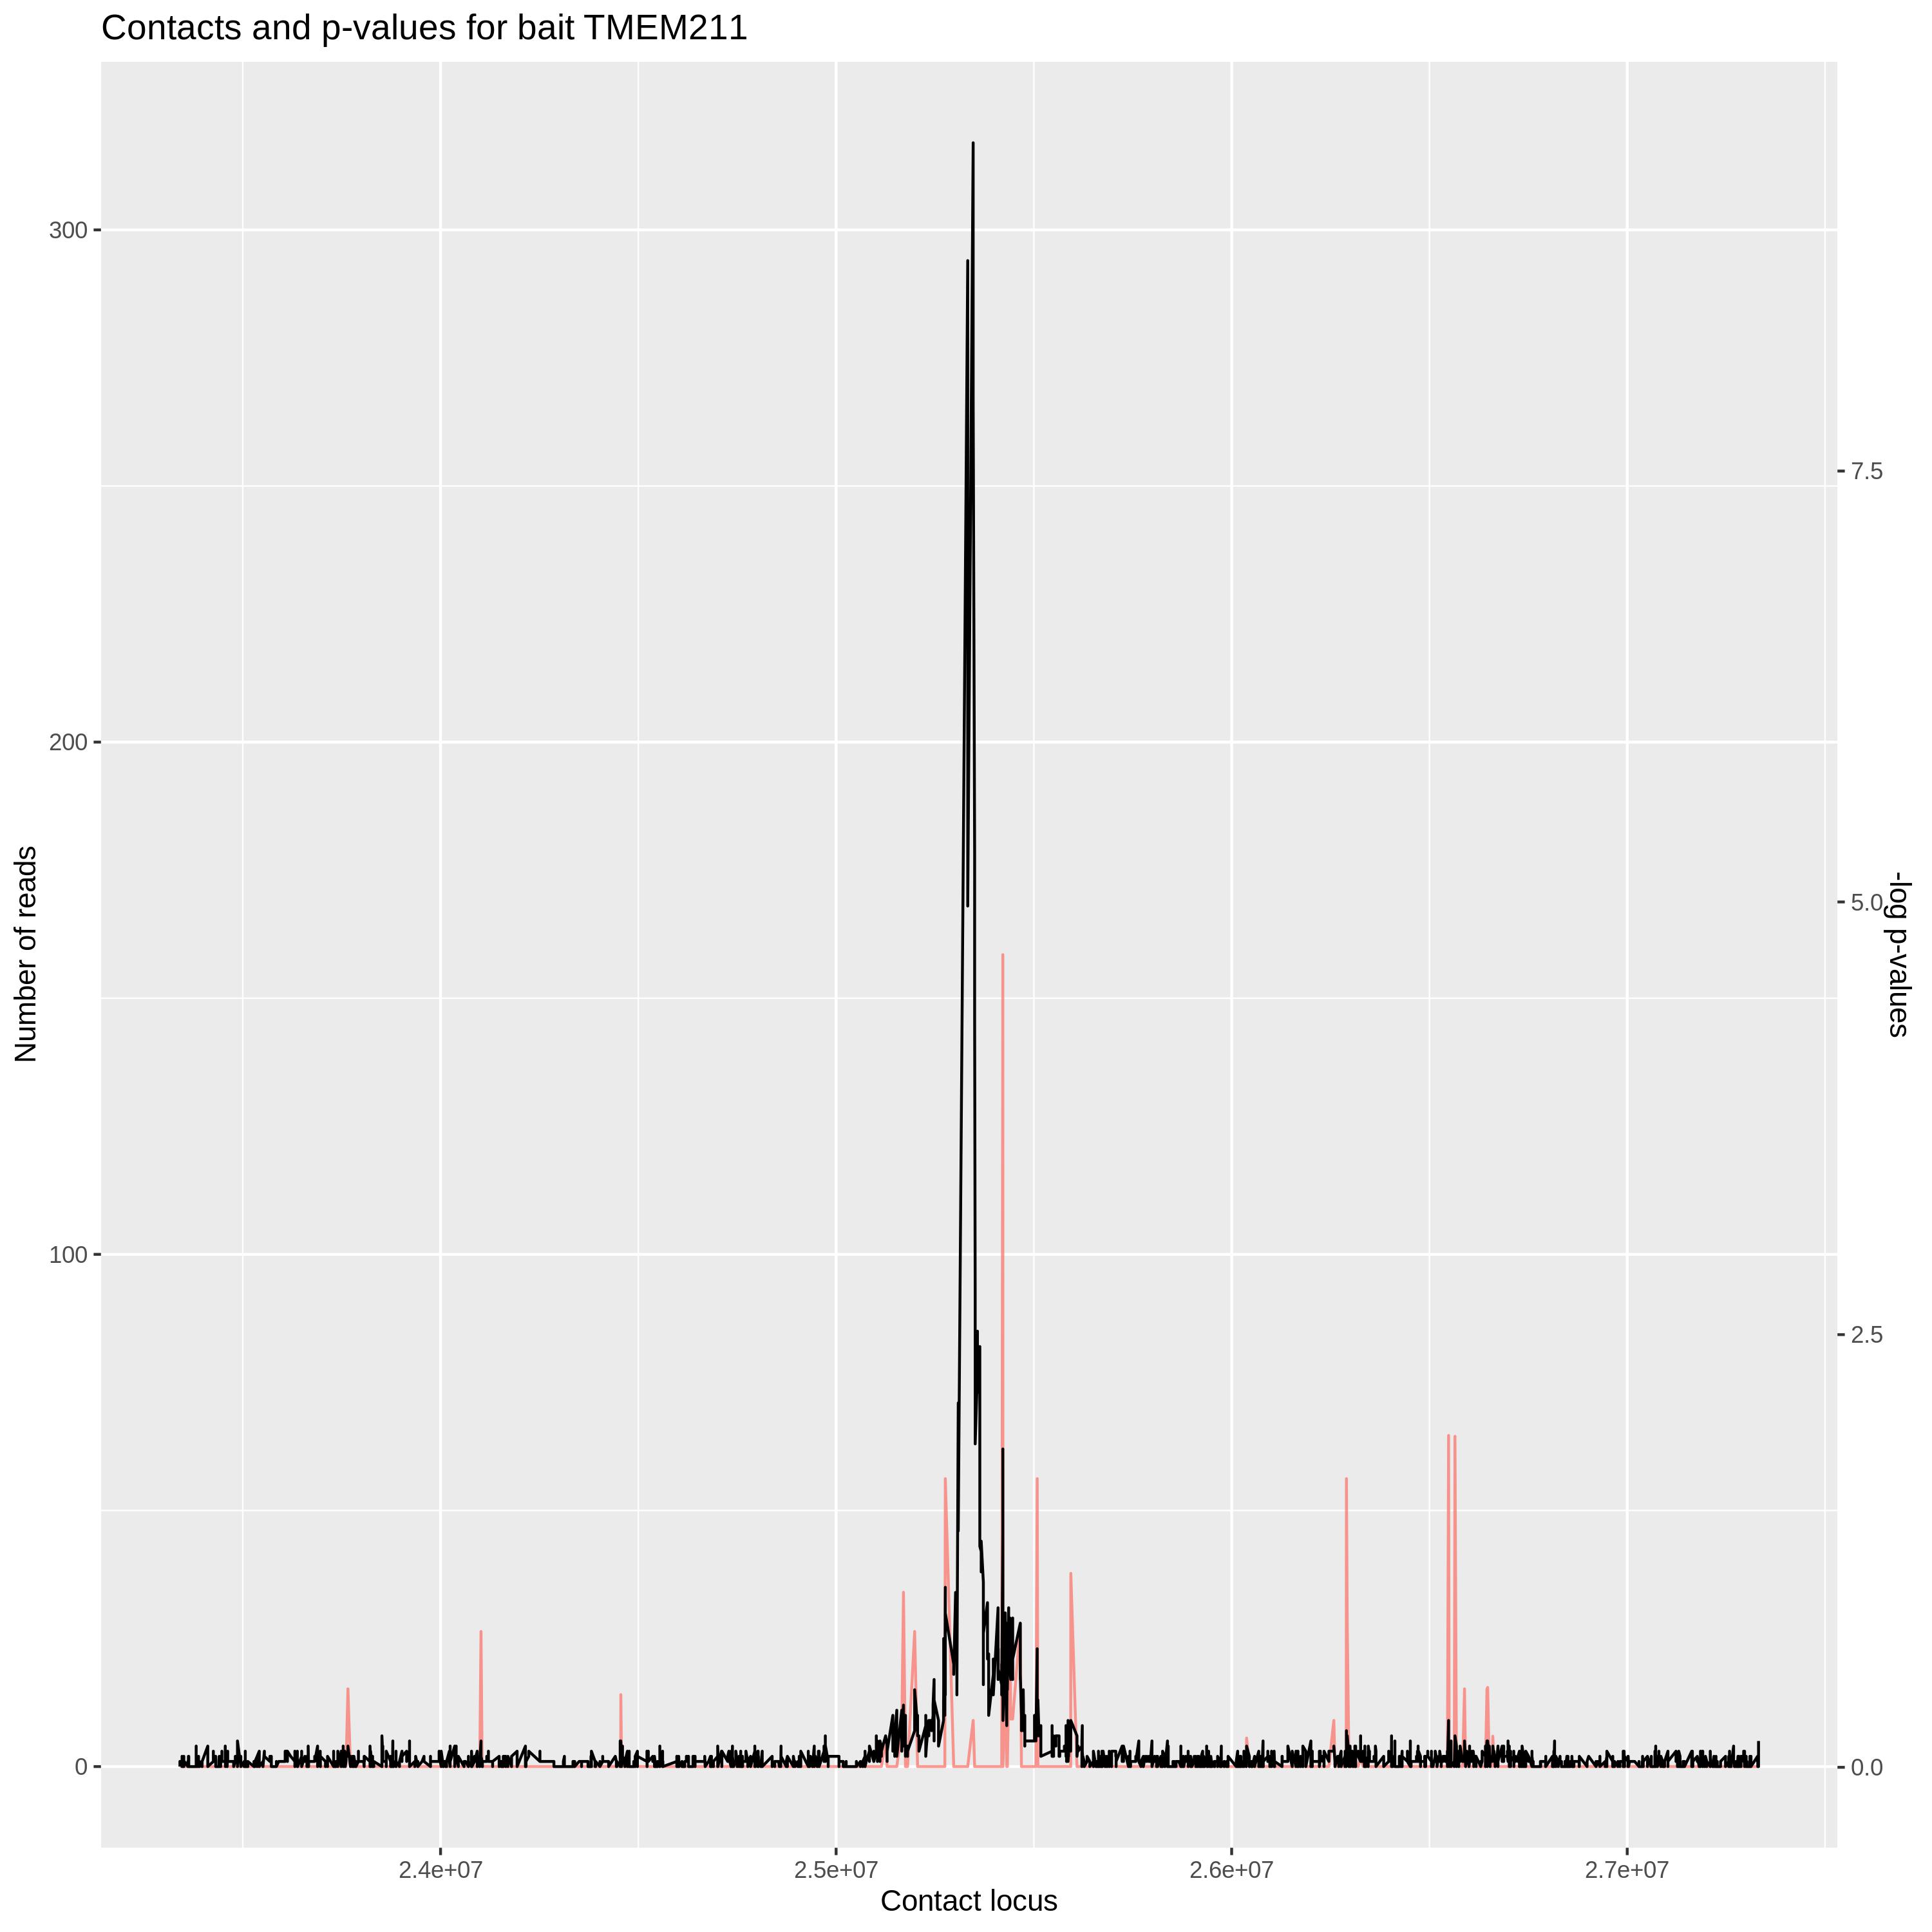 Contacts and p-values for bait TMEM211
Number of reads
300
200
100
0
7.5
5.0
2.5
0.0
-log p-values
2.4e+07
2.5e+07
2.6e+07
2.7e+07
Contact locus